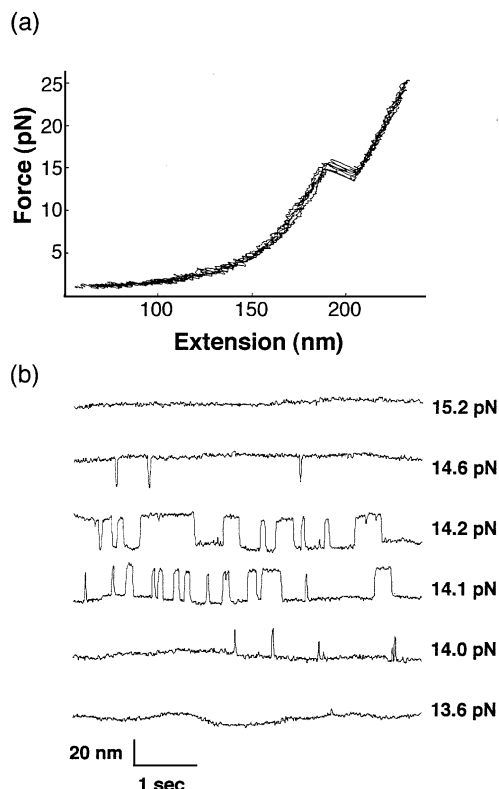 (a)
25
20
15
10
5
Force (pN)
100 150 200
Extension (nm)
(b)
15.2 pN
14.6 pN
14.2 pN
14.1 pN
14.0 pN
13.6 pN
20 nm
1 sec